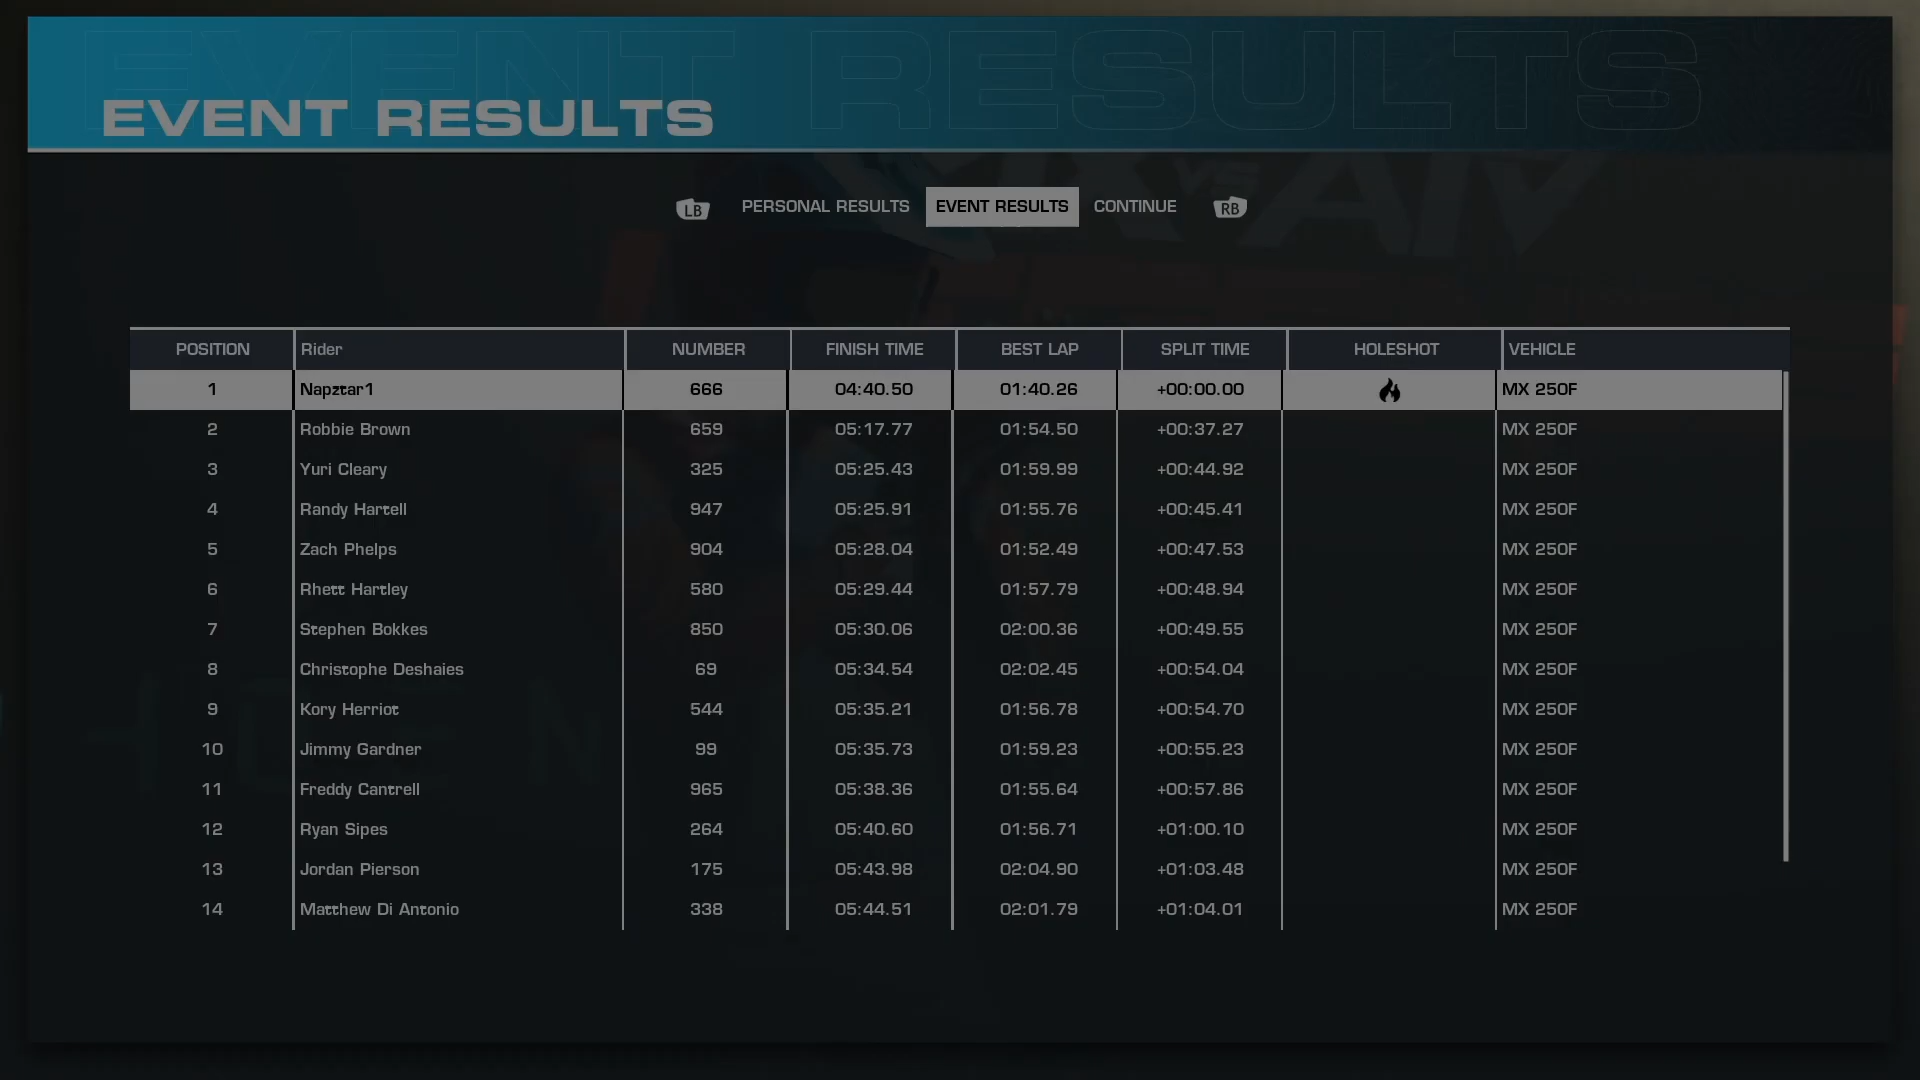 EVENT RESULTS
EVENT RESULTS
LB PERSONAL RESULTS EVENT RESULTS CONTINUE RB
POSITION Rider NUMBER FINISH TIME BEST LAP SPLIT TIME HOLESHOT VEHICLE
1 Napztar1 666 04:40.50 01:40.26 +00:00.00 MX 250F
2 Robbie Brown 659 05:17.77 01:54.50 +00:37.27 MX 250F
3 Yuri Cleary 325 05:25.43 01:59.99 +00:44.92 MX 250F
4 Randy Hartell 947 05:25.91 01:55.76 +00:45.41 MX 250F
5 Zach Phelps 904 05:28.04 01:52.49 +00:47.53 MX 250F
6 Rhett Hartley 580 05:29.44 01:57.79 +00:48.94 MX 250F
7 Stephen Bokkes 850 05:30.06 02:00.36 +00:49.55 MX 250F
8 Christophe Deshaies 69 05:34.54 02:02.45 +00:54.04 MX 250F
9 Kory Herriot 544 05:35.21 01:56.78 +00:54.70 MX 250F
10 Jimmy Gardner 99 05:35.73 01:59.23 +00:55.23 MX 250F
11 Freddy Cantrell 965 05:38.36 01:55.64 +00:57.86 MX 250F
12 Ryan Sipes 264 05:40.60 01:56.71 +01:00.10 MX 250F
13 Jordan Pierson 175 05:43.98 02:04.90 +01:03.48 MX 250F
14 Matthew Di Antonio 338 05:44.51 02:01.79 +01:04.01 MX 250F